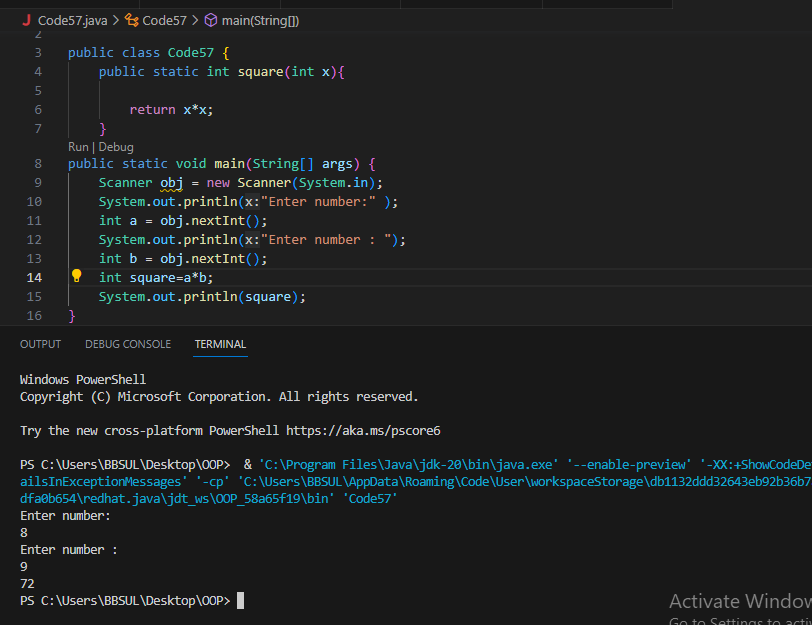 Code57.java > Code57 > main(String[])
2
3 public class Code57 {
4 public static int square(int x){
5
6 return x*x;
7 }
Run | Debug
8 public static void main(String[] args) {
9 Scanner obj = new Scanner(System.in);
10 System.out.println(x:"Enter number:" );
11 int a = obj.nextInt();
12 System.out.println(x:"Enter number : ");
13 int b = obj.nextInt();
14 int square=a*b;
15 System.out.println(square);
16 }
OUTPUT DEBUG CONSOLE TERMINAL
Windows PowerShell
Copyright (C) Microsoft Corporation. All rights reserved.
Try the new cross-platform PowerShell https://aka.ms/pscore6
PS C:\Users\BBSUL\Desktop\OOP> & 'C:\Program Files\Java\jdk-20\bin\java.exe' '--enable-preview' '-XX:+ShowCodeDet
ailsInExceptionMessages' '-cp' 'C:\Users\BBSUL\AppData\Roaming\Code\User\workspaceStorage\db1132ddd32643eb92b36b7
dfa0b654\redhat.java\jdt_ws\OOP_58a65f19\bin' 'Code57'
Enter number:
8
Enter number :
9
72
PS C:\Users\BBSUL\Desktop\OOP>
Activate Window
Go to Settings to acti